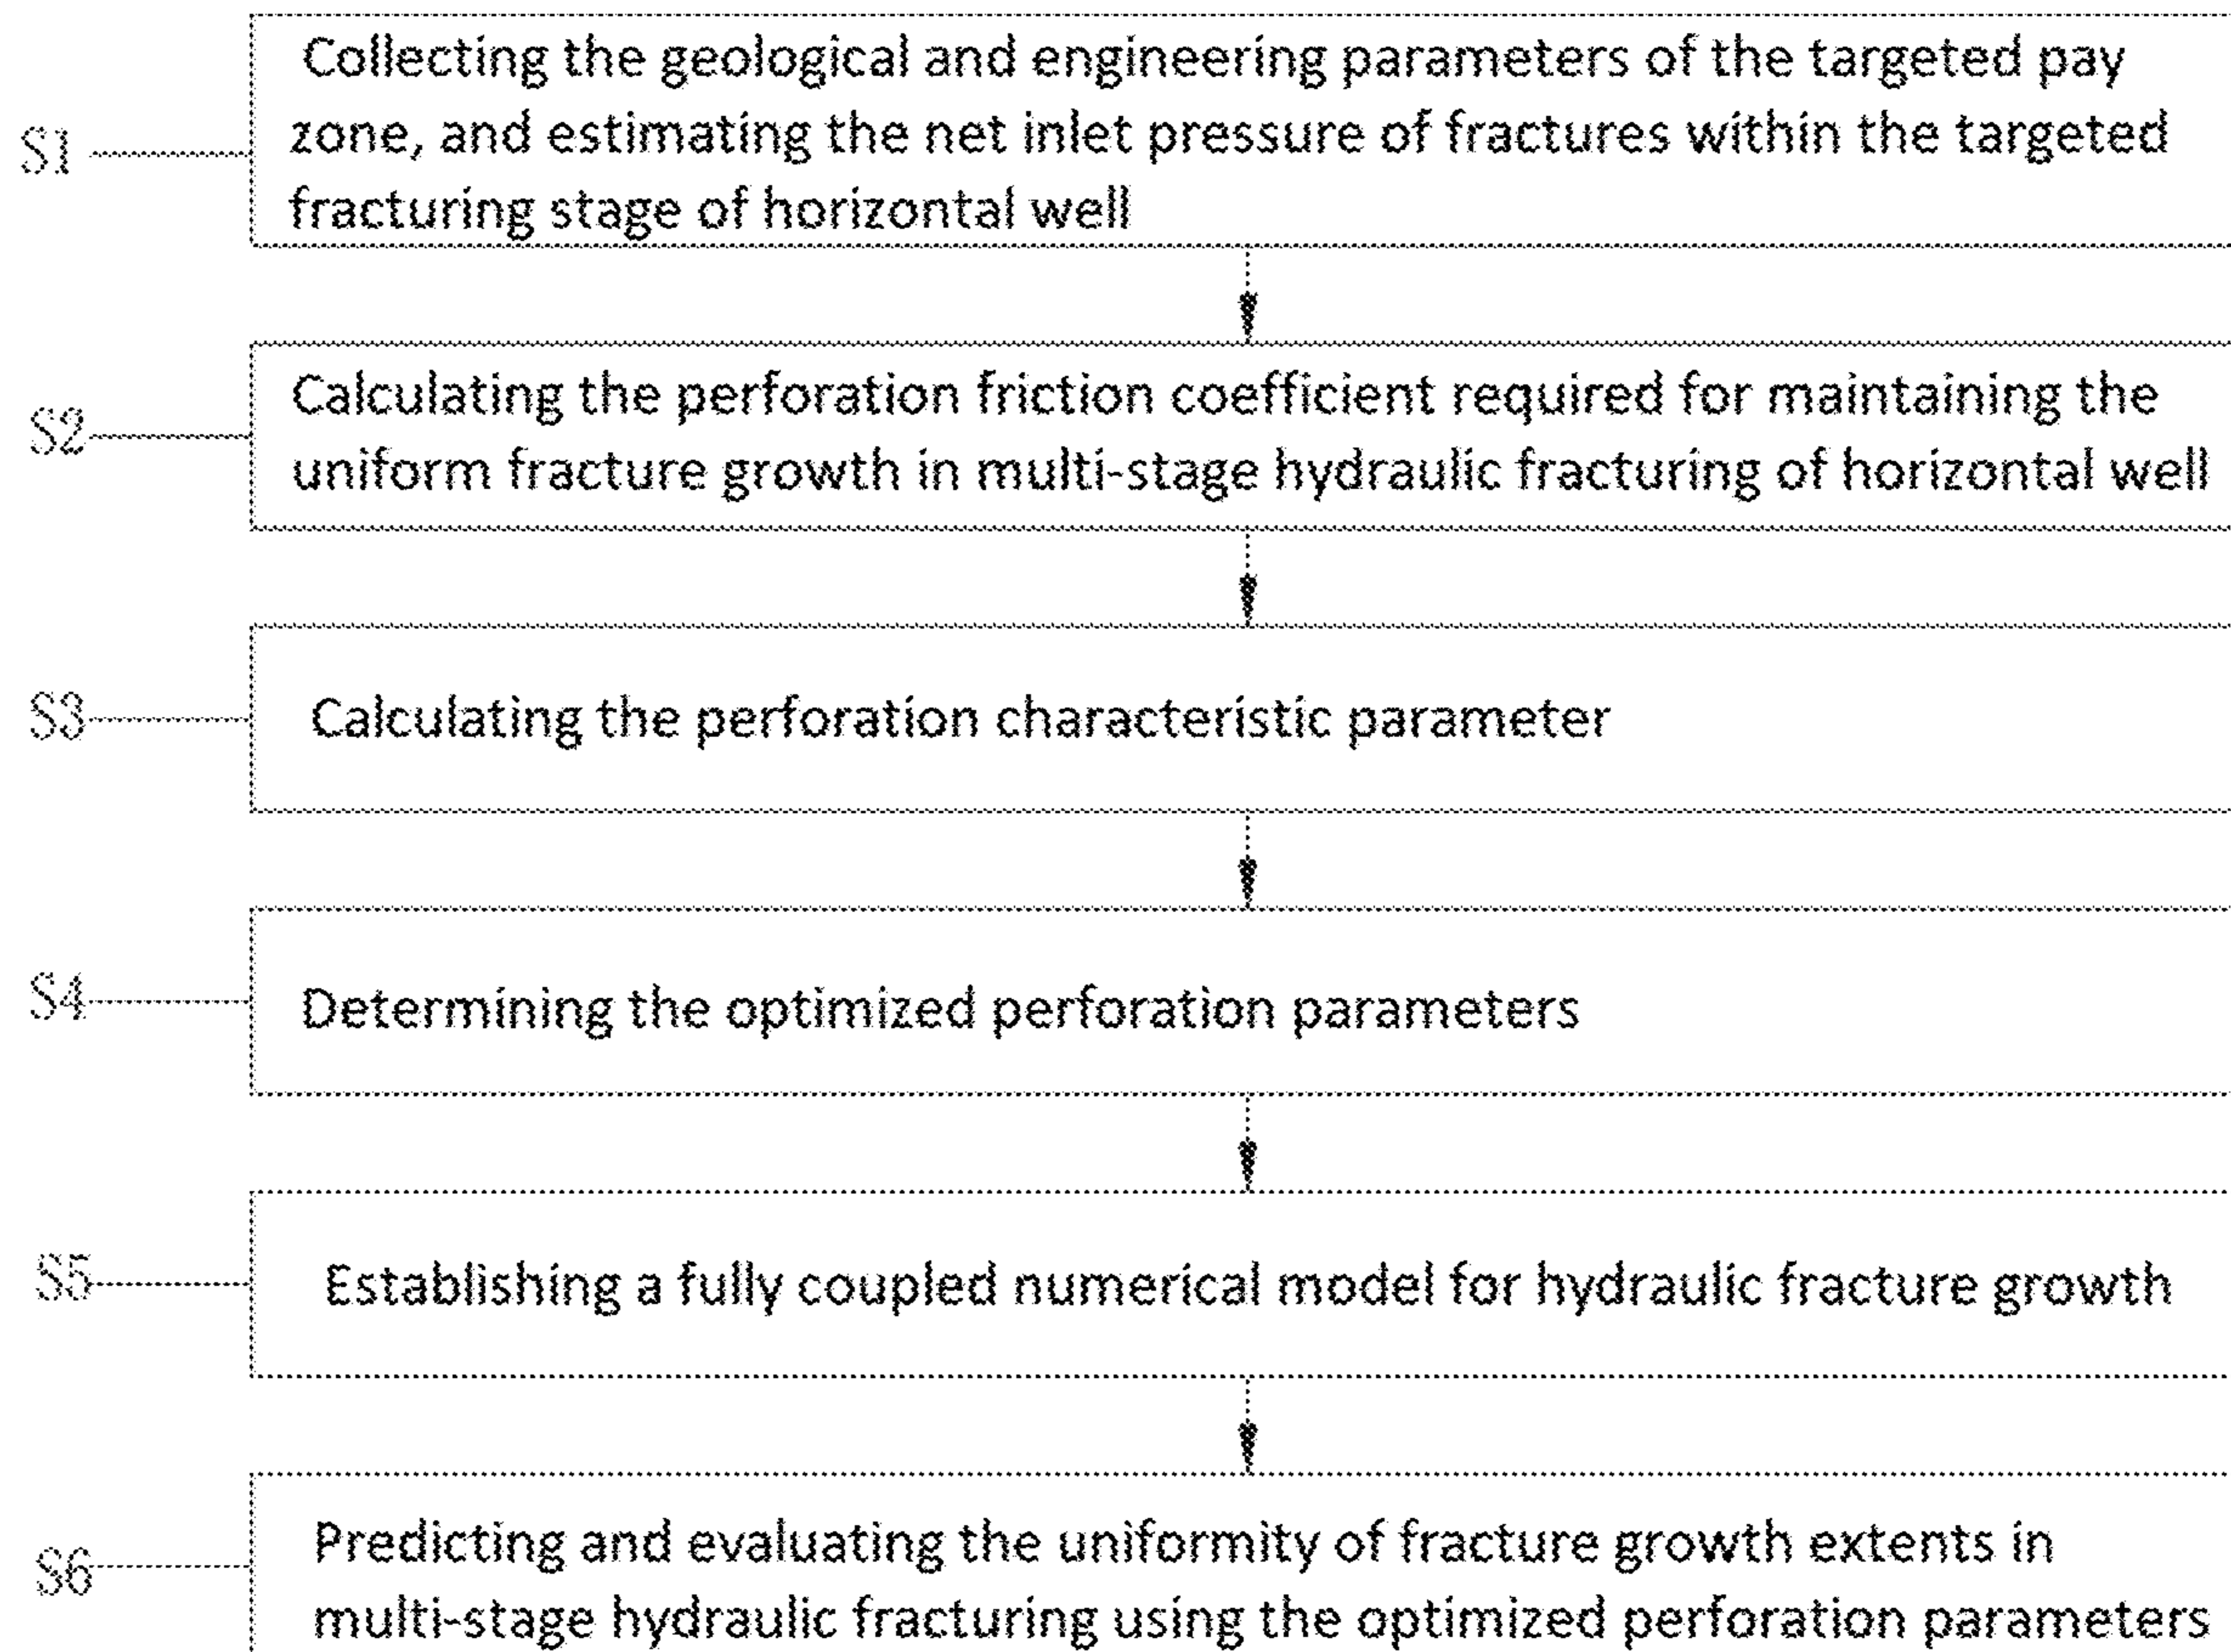 S1
Collecting the geological and engineering parameters of the targeted pay
zone, and estimating the net inlet pressure of fractures within the targeted
fracturing stage of horizontal well
S2
Calculating the perforation friction coefficient required for maintaining the
uniform fracture growth in multi-stage hydraulic fracturing of horizontal well
S3
Calculating the perforation characteristic parameter
S4
Determining the optimized perforation parameters
S5
Establishing a fully coupled numerical model for hydraulic fracture growth
S6
Predicting and evaluating the uniformity of fracture growth extents in
multi-stage hydraulic fracturing using the optimized perforation parameters